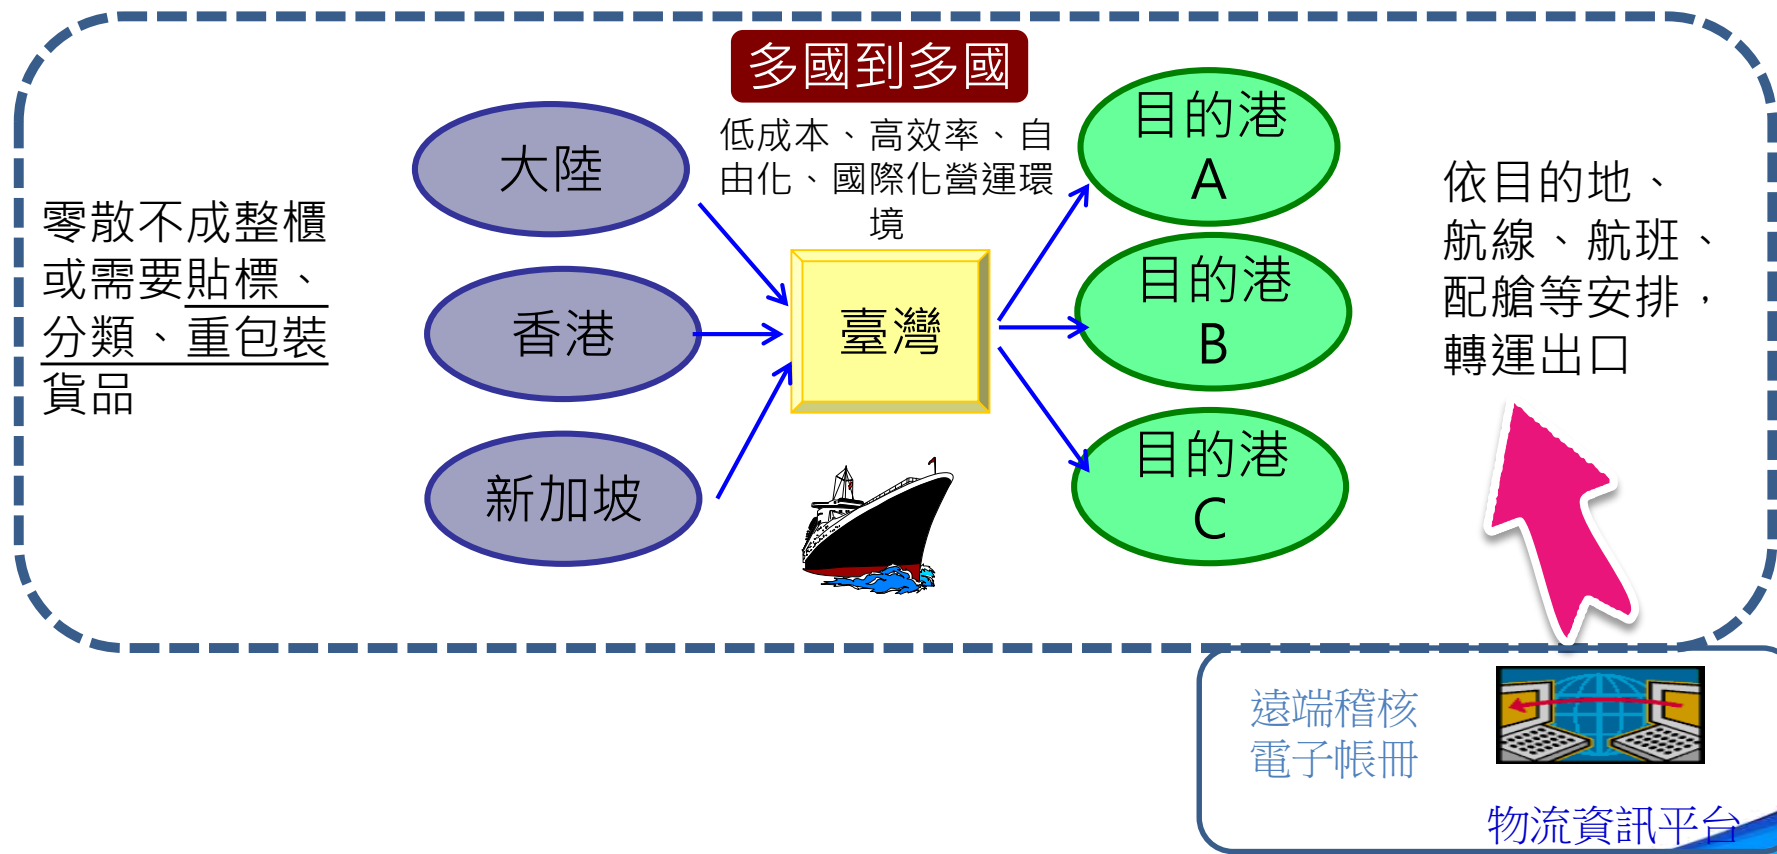 多國到多國
低成本、高效率、自
由化、國際化營運環
境
零散不成整櫃
或需要貼標、
分類、重包裝
貨品
大陸
香港
新加坡
臺灣
目的港
A
目的港
B
目的港
C
依目的地、
航線、航班、
配艙等安排，
轉運出口
遠端稽核
電子帳冊
物流資訊平台